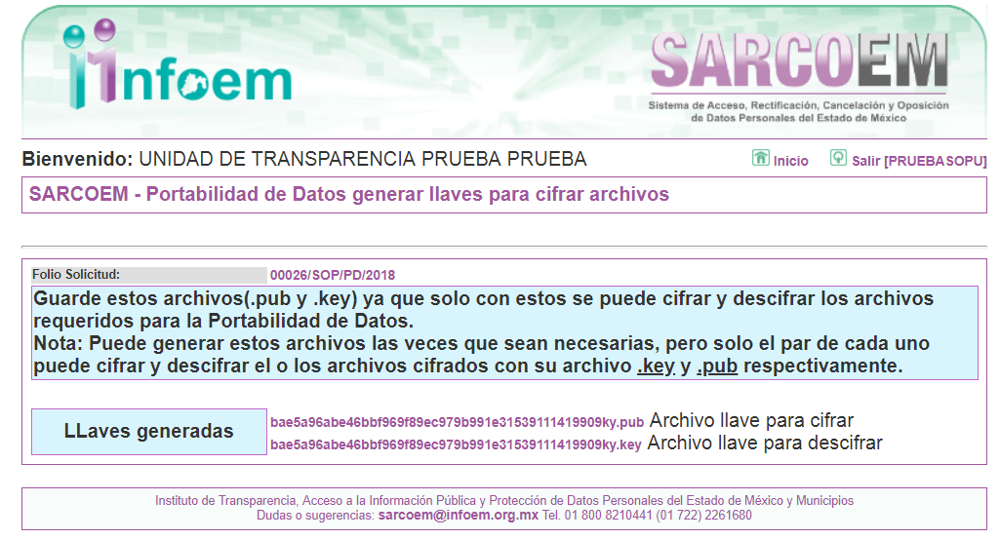 infoem
SARCOEM
Sistema de Acceso, Rectificación, Cancelación y Oposición
de Datos Personales del Estado de México
Bienvenido: UNIDAD DE TRANSPARENCIA PRUEBA PRUEBA
Inicio
Salir [PRUEBASOPU]
SARCOEM - Portabilidad de Datos generar llaves para cifrar archivos
Folio Solicitud: 00026/SOP/PD/2018
Guarde estos archivos(.pub y .key) ya que solo con estos se puede cifrar y descifrar los archivos
requeridos para la Portabilidad de Datos.
Nota: Puede generar estos archivos las veces que sean necesarias, pero solo el par de cada uno
puede cifrar y descifrar el o los archivos cifrados con su archivo .key y .pub respectivamente.
LLaves generadas
bae5a96abe46bbf969f89ec979b991e31539111419909ky.pub Archivo llave para cifrar
bae5a96abe46bbf969f89ec979b991e31539111419909ky.key Archivo llave para descifrar
Instituto de Transparencia, Acceso a la Información Pública y Protección de Datos Personales del Estado de México y Municipios
Dudas o sugerencias: sarcoem@infoem.org.mx Tel. 01 800 8210441 (01 722) 2261680